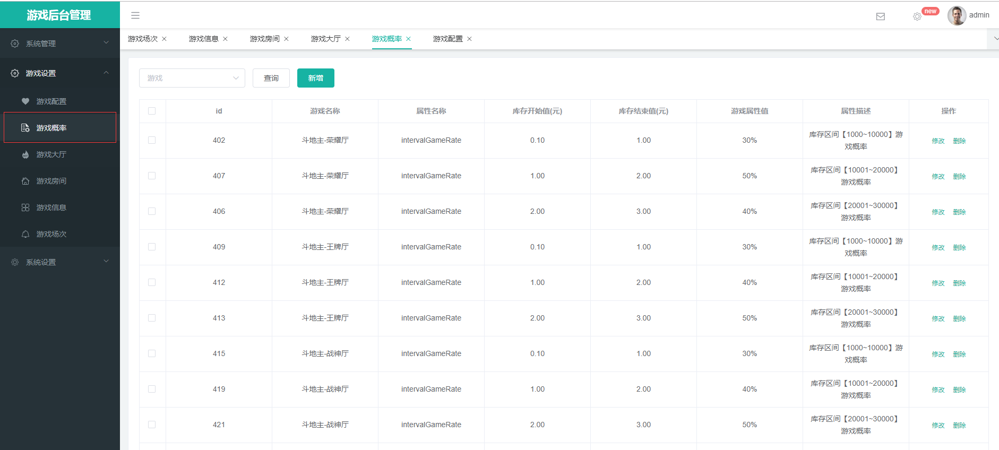 游戏后台管理
new
admin
系统管理
游戏设置
游戏配置
游戏概率
游戏大厅
游戏房间
游戏信息
游戏场次
系统设置
游戏场次 游戏信息 游戏房间 游戏大厅 游戏概率 游戏配置
游戏 查询 新增
id 游戏名称 属性名称 库存开始值(元) 库存结束值(元) 游戏属性值 属性描述 操作
402 斗地主-荣耀厅 intervalGameRate 0.10 1.00 30% 库存区间【1000~10000】游
戏概率 修改 删除
407 斗地主-荣耀厅 intervalGameRate 1.00 2.00 50% 库存区间【10001~20000】
游戏概率 修改 删除
406 斗地主-荣耀厅 intervalGameRate 2.00 3.00 40% 库存区间【20001~30000】
游戏概率 修改 删除
409 斗地主-王牌厅 intervalGameRate 0.10 1.00 30% 库存区间【1000~10000】游
戏概率 修改 删除
412 斗地主-王牌厅 intervalGameRate 1.00 2.00 40% 库存区间【10001~20000】
游戏概率 修改 删除
413 斗地主-王牌厅 intervalGameRate 2.00 3.00 50% 库存区间【20001~30000】
游戏概率 修改 删除
415 斗地主-战神厅 intervalGameRate 0.10 1.00 30% 库存区间【1000~10000】游
戏概率 修改 删除
419 斗地主-战神厅 intervalGameRate 1.00 2.00 40% 库存区间【10001~20000】
游戏概率 修改 删除
421 斗地主-战神厅 intervalGameRate 2.00 3.00 50% 库存区间【20001~30000】
游戏概率 修改 删除